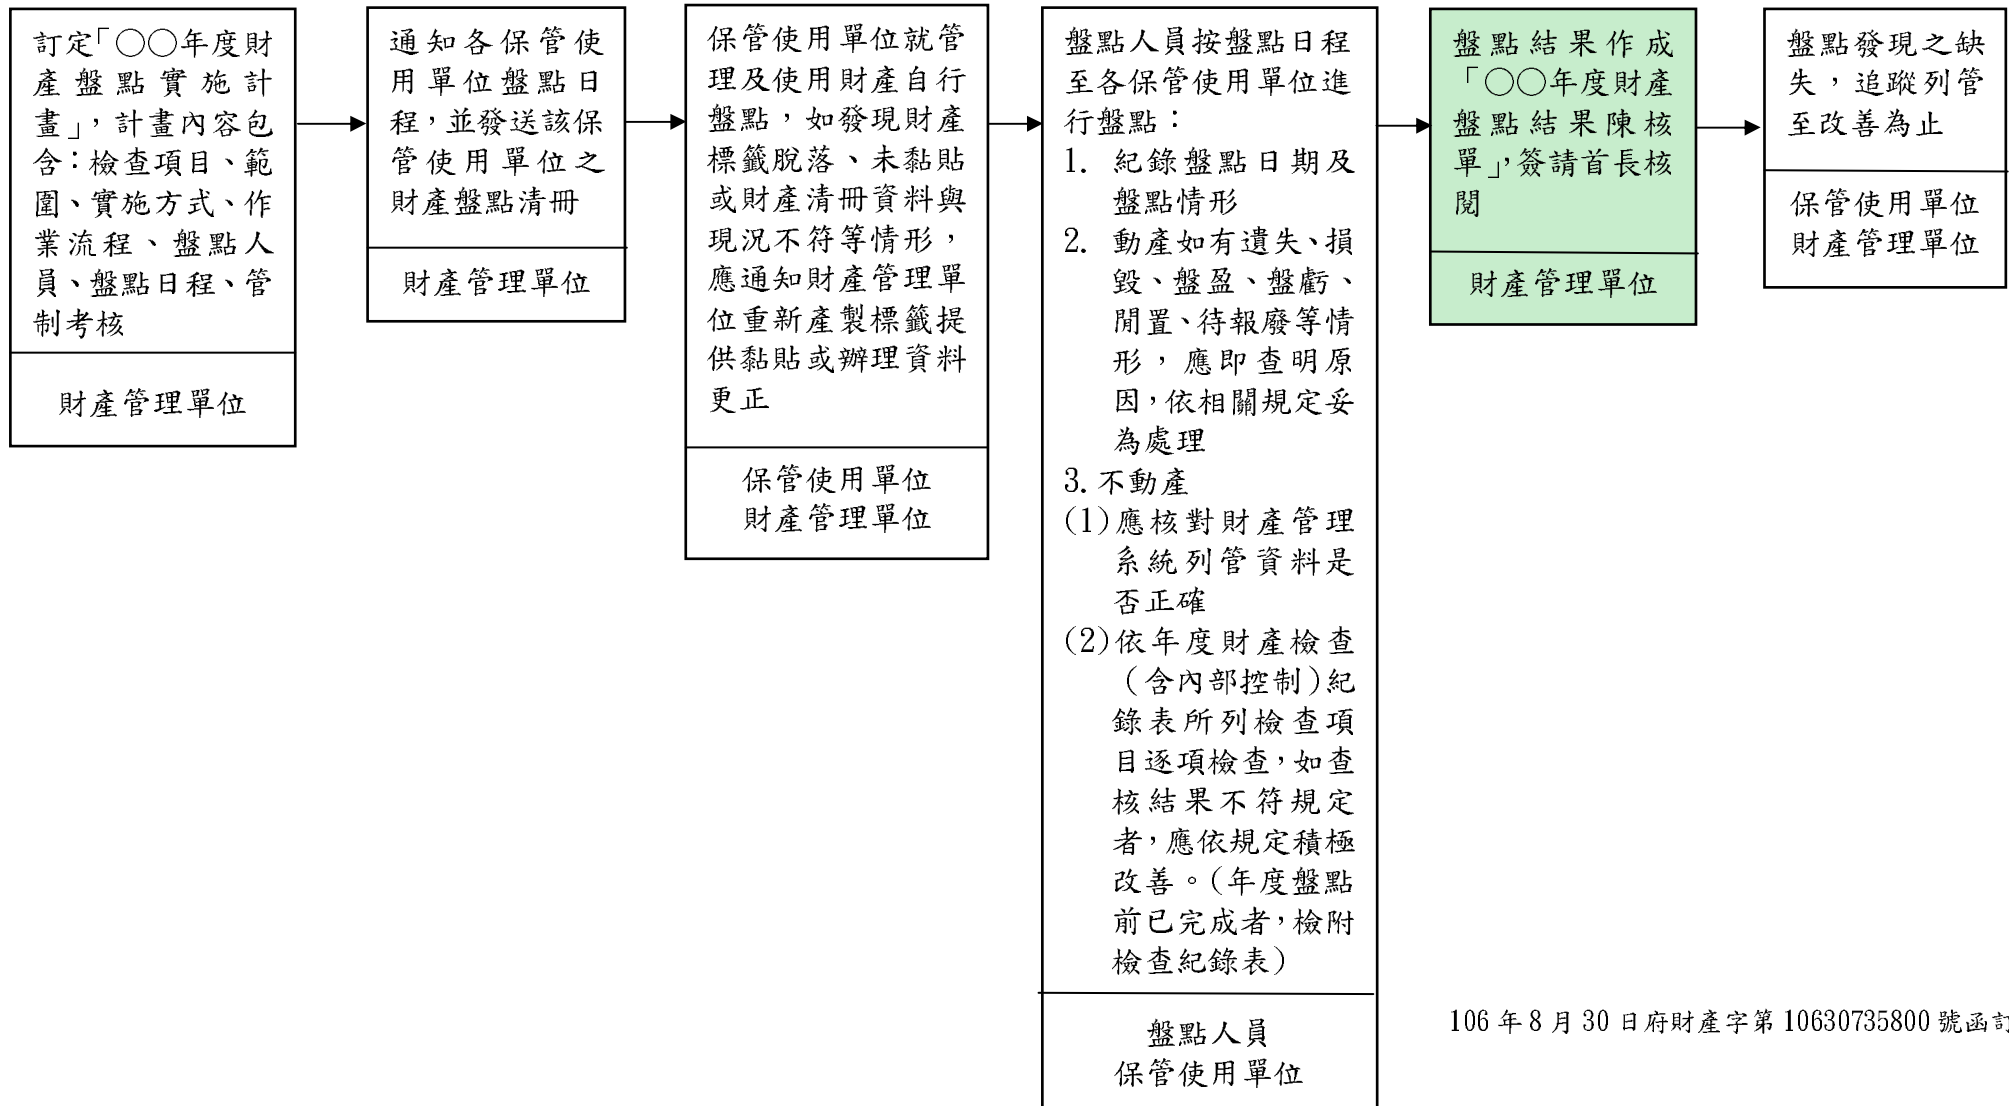 訂定「○○年度財
產盤點實施計
畫」，計畫內容包
含：檢查項目、範
圍、實施方式、作
業流程、盤點人
員、盤點日程、管
制考核
財產管理單位
通知各保管使
用單位盤點日
程，並發送該保
管使用單位之
財產盤點清冊
財產管理單位
保管使用單位就管
理及使用財產自行
盤點，如發現財產
標籤脫落、未黏貼
或財產清冊資料與
現況不符等情形，
應通知財產管理單
位重新產製標籤提
供黏貼或辦理資料
更正
保管使用單位
財產管理單位
盤點人員按盤點日程
至各保管使用單位進
行盤點：
1. 紀錄盤點日期及
盤點情形
2. 動產如有遺失、損
毀、盤盈、盤虧、
閒置、待報廢等情
形，應即查明原
因，依相關規定妥
為處理
3. 不動產
(1)應核對財產管理
系統列管資料是
否正確
(2)依年度財產檢查
（含內部控制）紀
錄表所列檢查項
目逐項檢查，如查
核結果不符規定
者，應依規定積極
改善。（年度盤點
前已完成者，檢附
檢查紀錄表）
盤點人員
保管使用單位
盤點結果作成
「○○年度財產
盤點結果陳核
單」，簽請首長核
閱
財產管理單位
盤點發現之缺
失，追蹤列管
至改善為止
保管使用單位
財產管理單位
106 年 8 月 30 日府財產字第 10630735800 號函訂